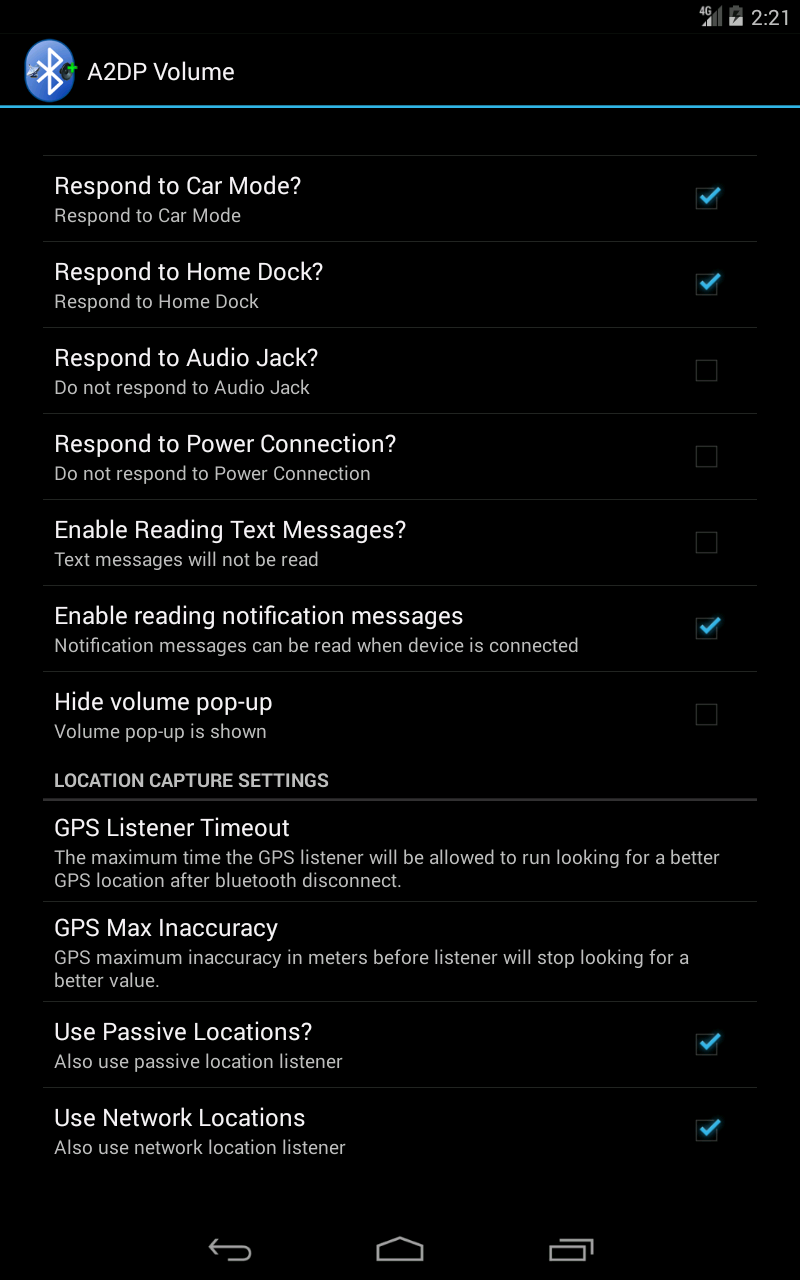 4G 2:21
A2DP Volume
Respond to Car Mode?
Respond to Car Mode
Respond to Home Dock?
Respond to Home Dock
Respond to Audio Jack?
Do not respond to Audio Jack
Respond to Power Connection?
Do not respond to Power Connection
Enable Reading Text Messages?
Text messages will not be read
Enable reading notification messages
Notification messages can be read when device is connected
Hide volume pop-up
Volume pop-up is shown
LOCATION CAPTURE SETTINGS
GPS Listener Timeout
The maximum time the GPS listener will be allowed to run looking for a better
GPS location after bluetooth disconnect.
GPS Max Inaccuracy
GPS maximum inaccuracy in meters before listener will stop looking for a
better value.
Use Passive Locations?
Also use passive location listener
Use Network Locations
Also use network location listener